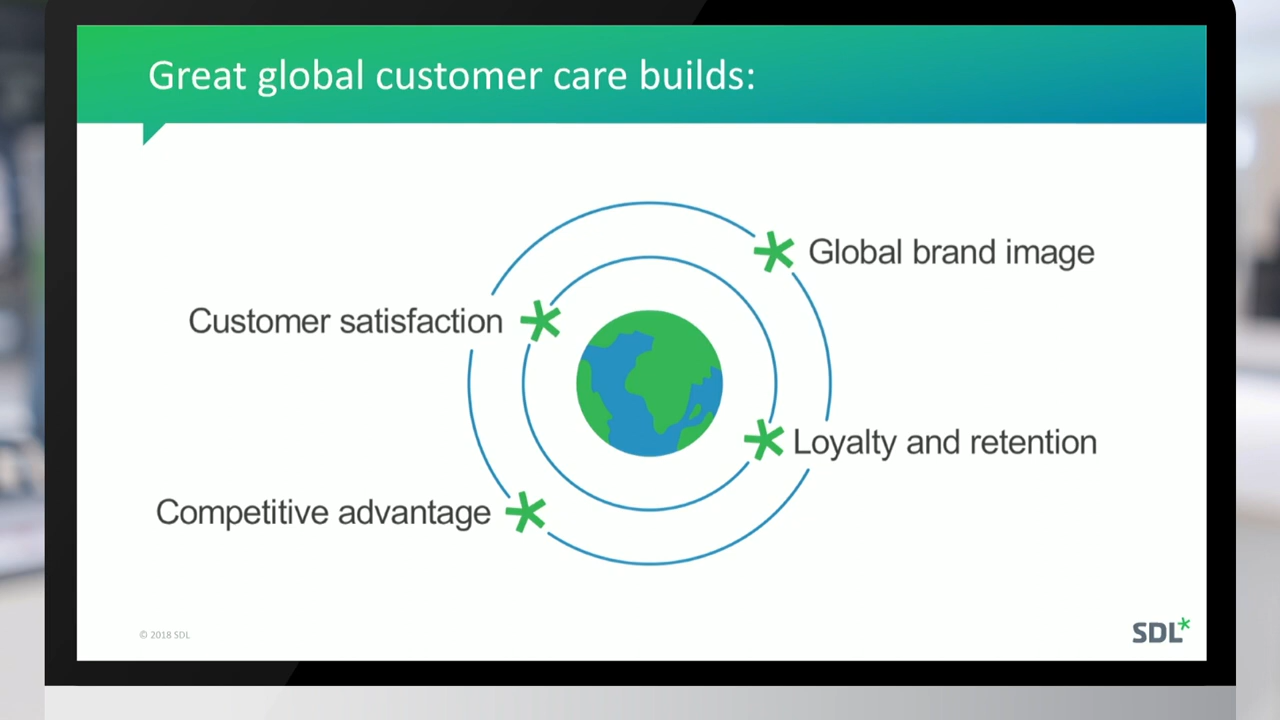 Great global customer care builds:
Global brand image
Customer satisfaction
Loyalty and retention
Competitive advantage
© 2018 SDL
SDL*